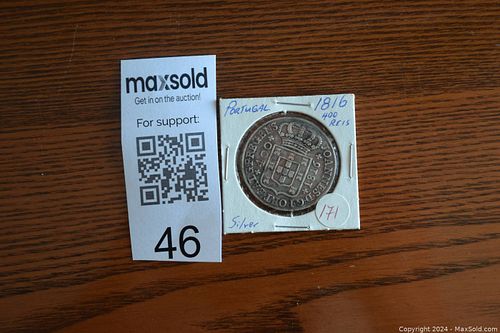 maxsold
Get in on the auction!
For support:
46
PORTUGAL 1816
400
REIS
Silver
171
Copyright © 2024 - MaxSold.com